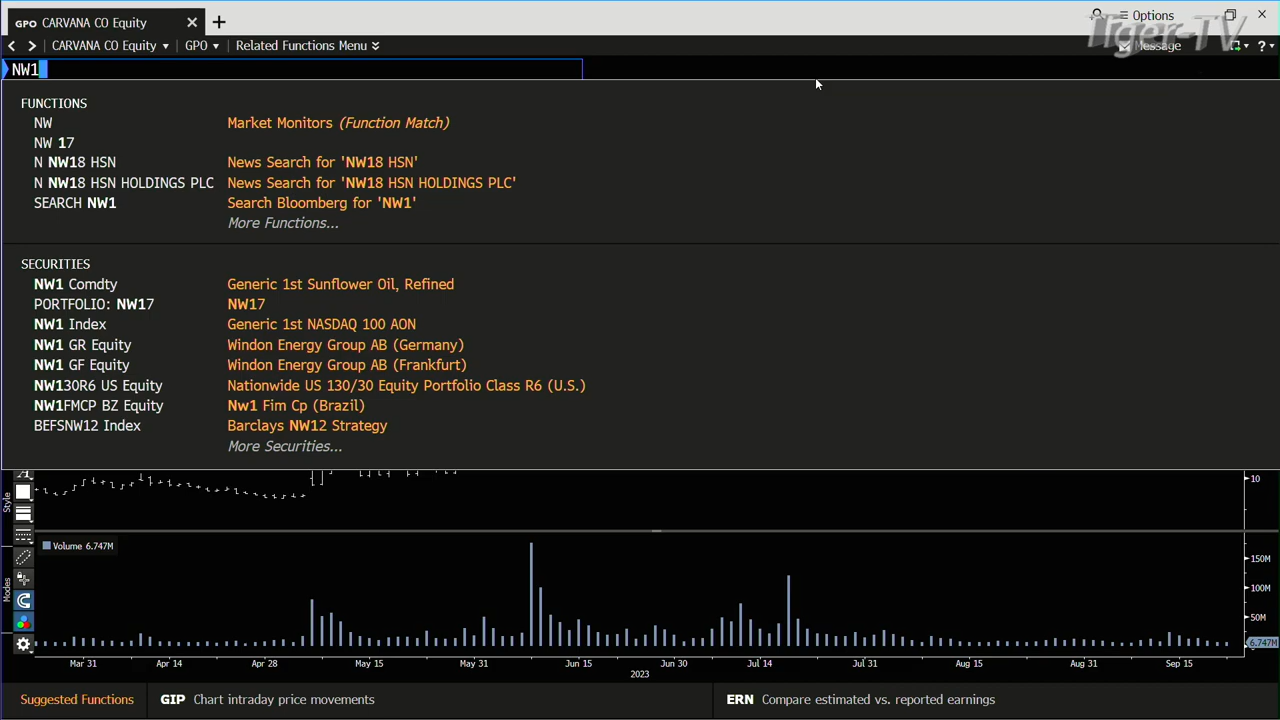 GPO CARVANA CO Equity
Options
Tiger-TV
CARVANA CO Equity GPO Related Functions Menu
Message
NW1
FUNCTIONS
NW Market Monitors (Function Match)
NW 17
N NW18 HSN News Search for 'NW18 HSN'
N NW18 HSN HOLDINGS PLC News Search for 'NW18 HSN HOLDINGS PLC'
SEARCH NW1 Search Bloomberg for 'NW1'
More Functions...
SECURITIES
NW1 Comdty Generic 1st Sunflower Oil, Refined
PORTFOLIO: NW17 NW17
NW1 Index Generic 1st NASDAQ 100 AON
NW1 GR Equity Windon Energy Group AB (Germany)
NW1 GF Equity Windon Energy Group AB (Frankfurt)
NW130R6 US Equity Nationwide US 130/30 Equity Portfolio Class R6 (U.S.)
NW1FMCP BZ Equity Nw1 Fim Cp (Brazil)
BEFSNW12 Index Barclays NW12 Strategy
More Securities...
Style
10
Volume 6.747M
150M
Modes
100M
50M
6.747M
Mar 31 Apr 14 Apr 28 May 15 May 31 Jun 15 Jun 30 Jul 14 Jul 31 Aug 15 Aug 31 Sep 15
2023
Suggested Functions GIP Chart intraday price movements ERN Compare estimated vs. reported earnings